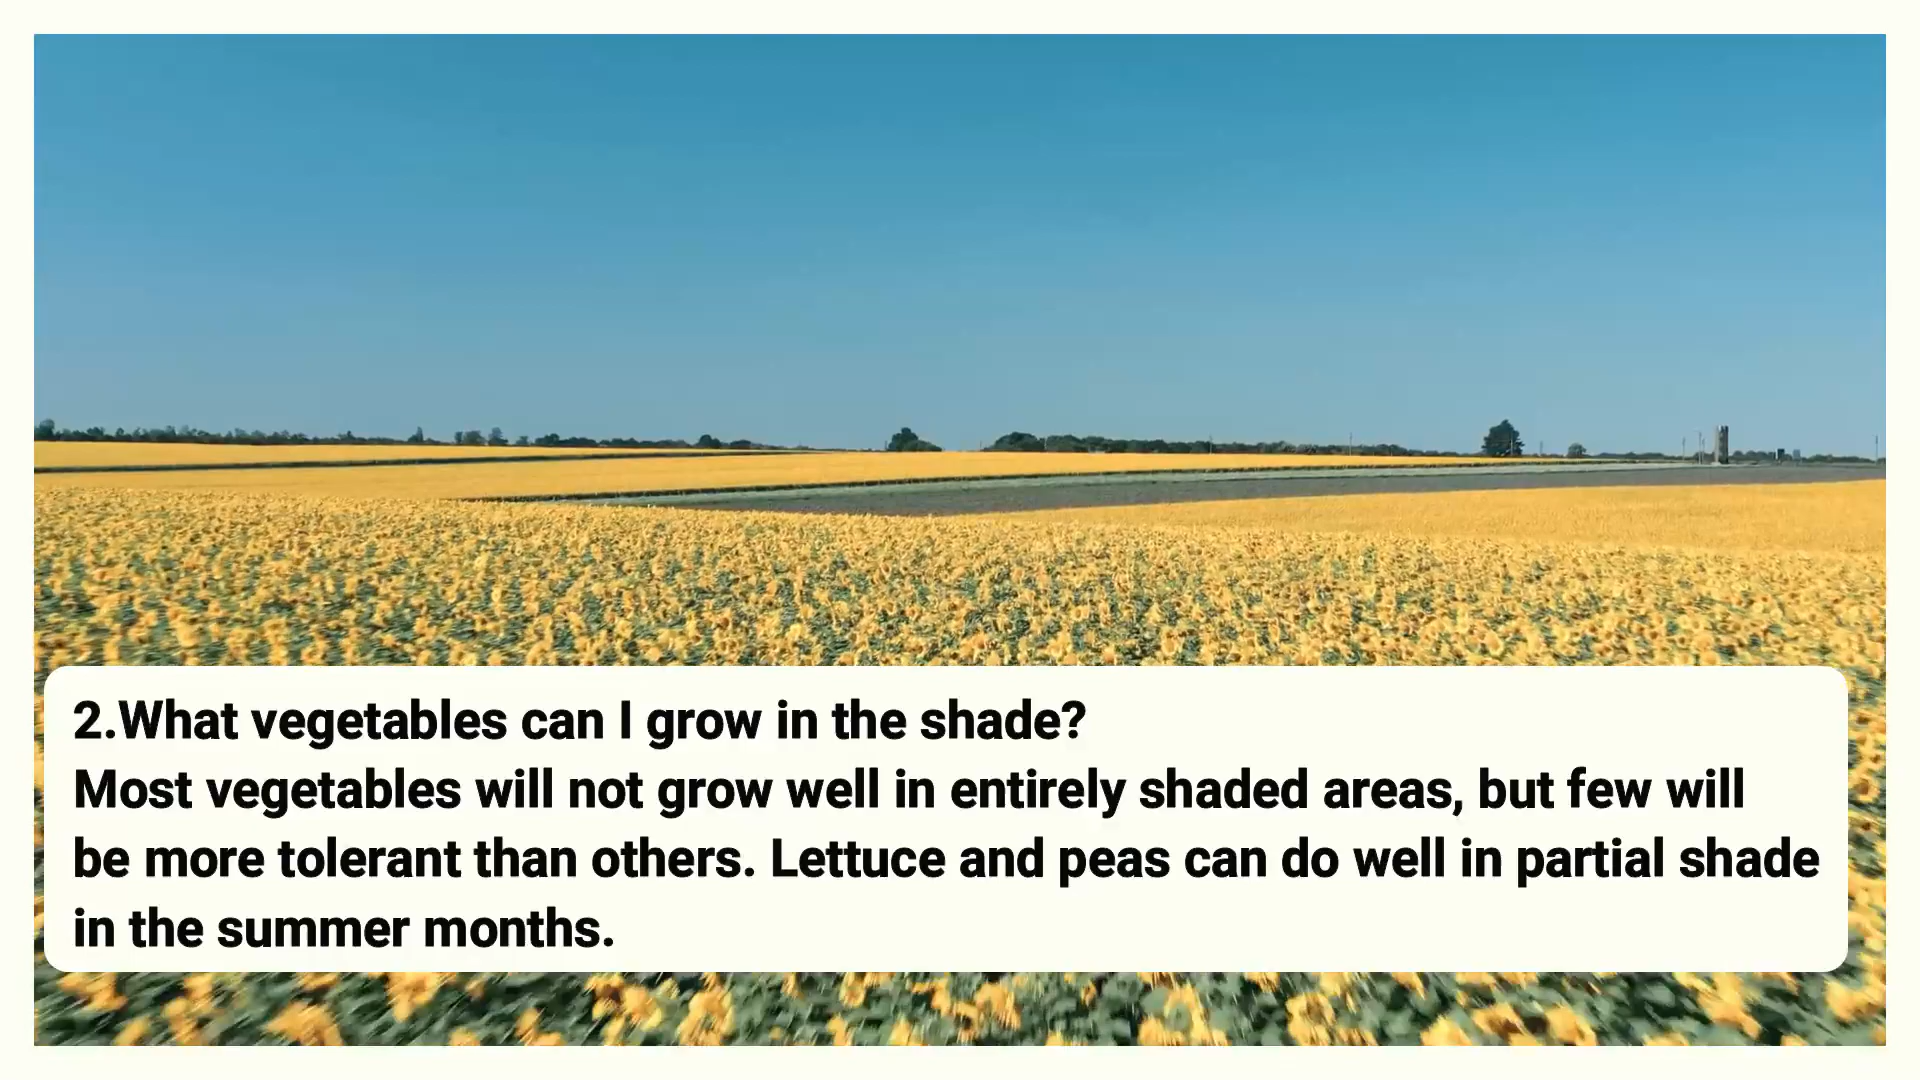 2.What vegetables can I grow in the shade?
Most vegetables will not grow well in entirely shaded areas, but few will
be more tolerant than others. Lettuce and peas can do well in partial shade
in the summer months.